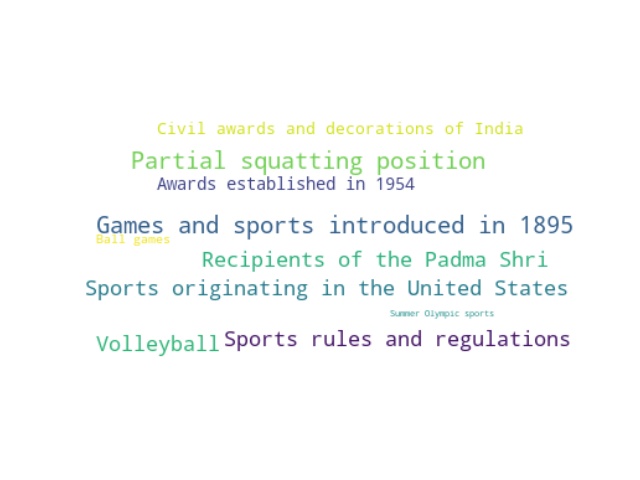 Civil awards and decorations of India
Partial squatting position
Awards established in 1954
Games and sports introduced in 1895
Ball games
Recipients of the Padma Shri
Sports originating in the United States
Summer Olympic sports
Volleyball
Sports rules and regulations